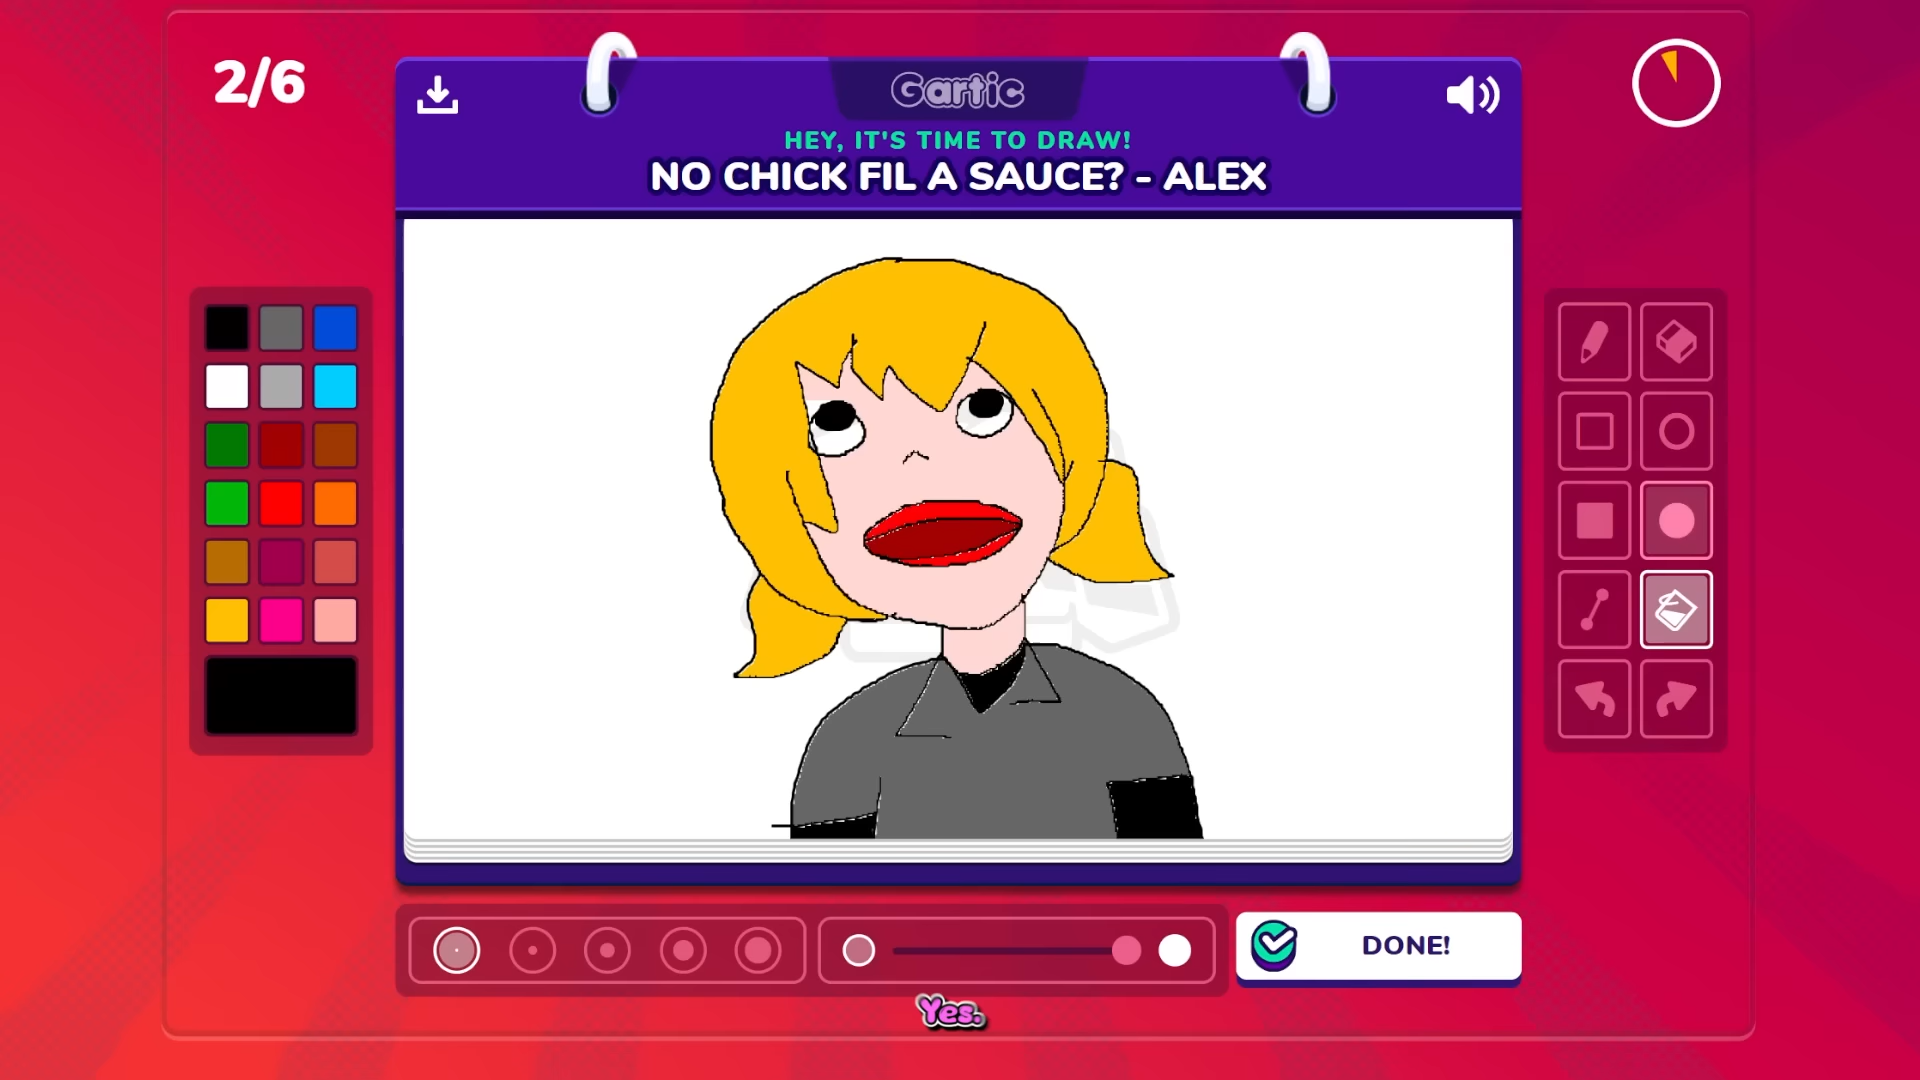 2/6
Gartic
HEY, IT'S TIME TO DRAW!
NO CHICK FIL A SAUCE? - ALEX
DONE!
Yes.